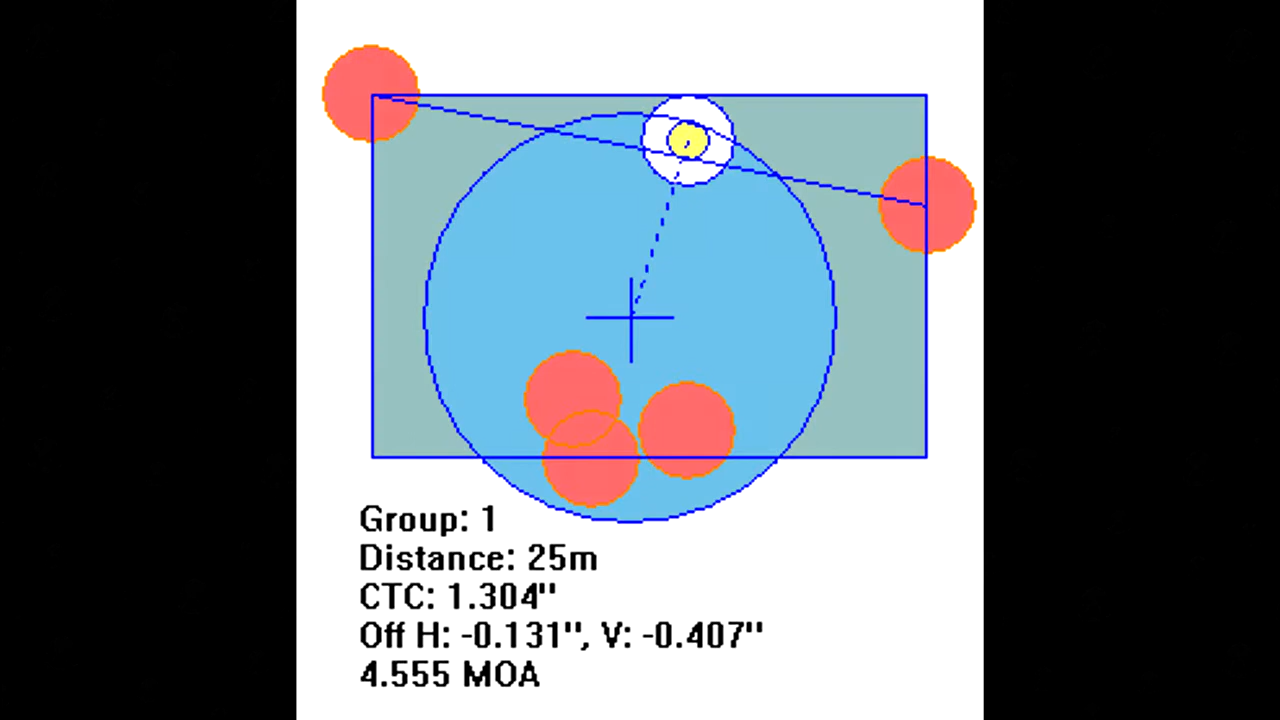 Group: 1
Distance: 25m
CTC: 1.304"
Off H: -0.131", V: -0.407"
4.555 MOA